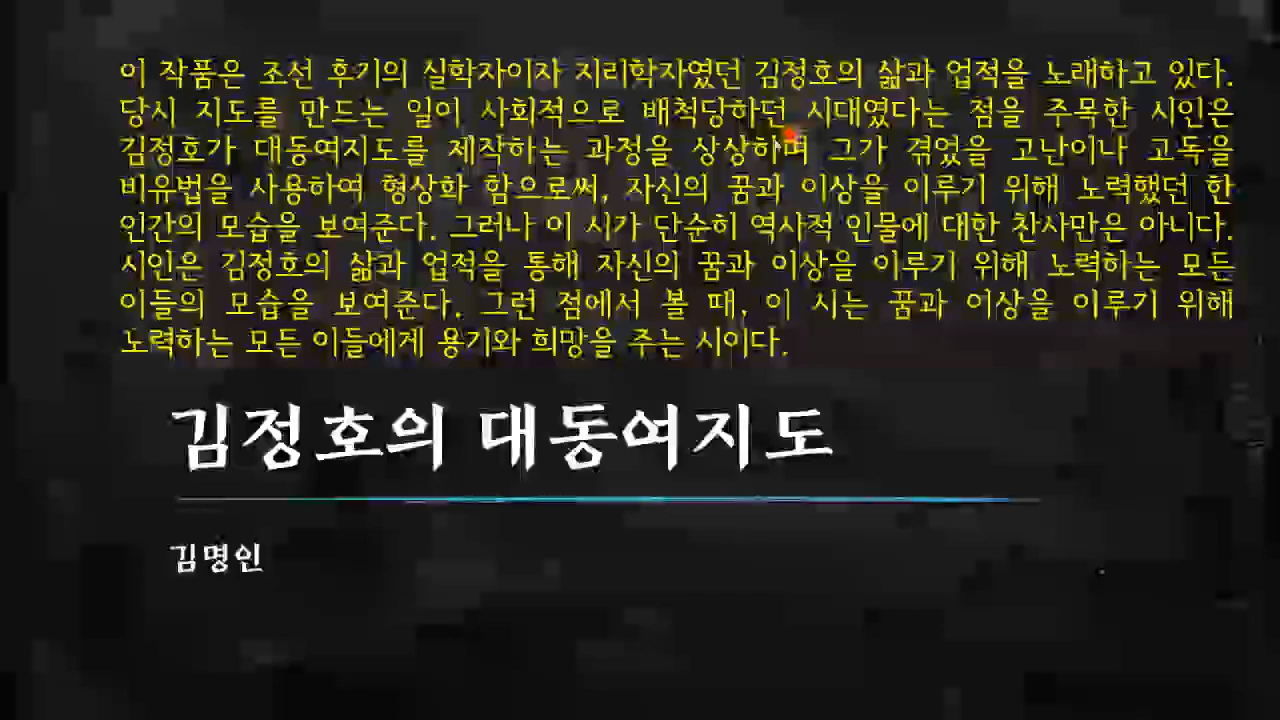 이 작품은 조선 후기의 실학자이자 지리학자였던 김정호의 삶과 업적을 노래하고 있다.
당시 지도를 만드는 일이 사회적으로 배척당하던 시대였다는 점을 주목한 시인은
김정호가 대동여지도를 제작하는 과정을 상상하며 그가 겪었을 고난이나 고독을
비유법을 사용하여 형상화 함으로써, 자신의 꿈과 이상을 이루기 위해 노력했던 한
인간의 모습을 보여준다. 그러나 이 시가 단순히 역사적 인물에 대한 찬사만은 아니다.
시인은 김정호의 삶과 업적을 통해 자신의 꿈과 이상을 이루기 위해 노력하는 모든
이들의 모습을 보여준다. 그런 점에서 볼 때, 이 시는 꿈과 이상을 이루기 위해
노력하는 모든 이들에게 용기와 희망을 주는 시이다.
김정호의 대동여지도
김명인